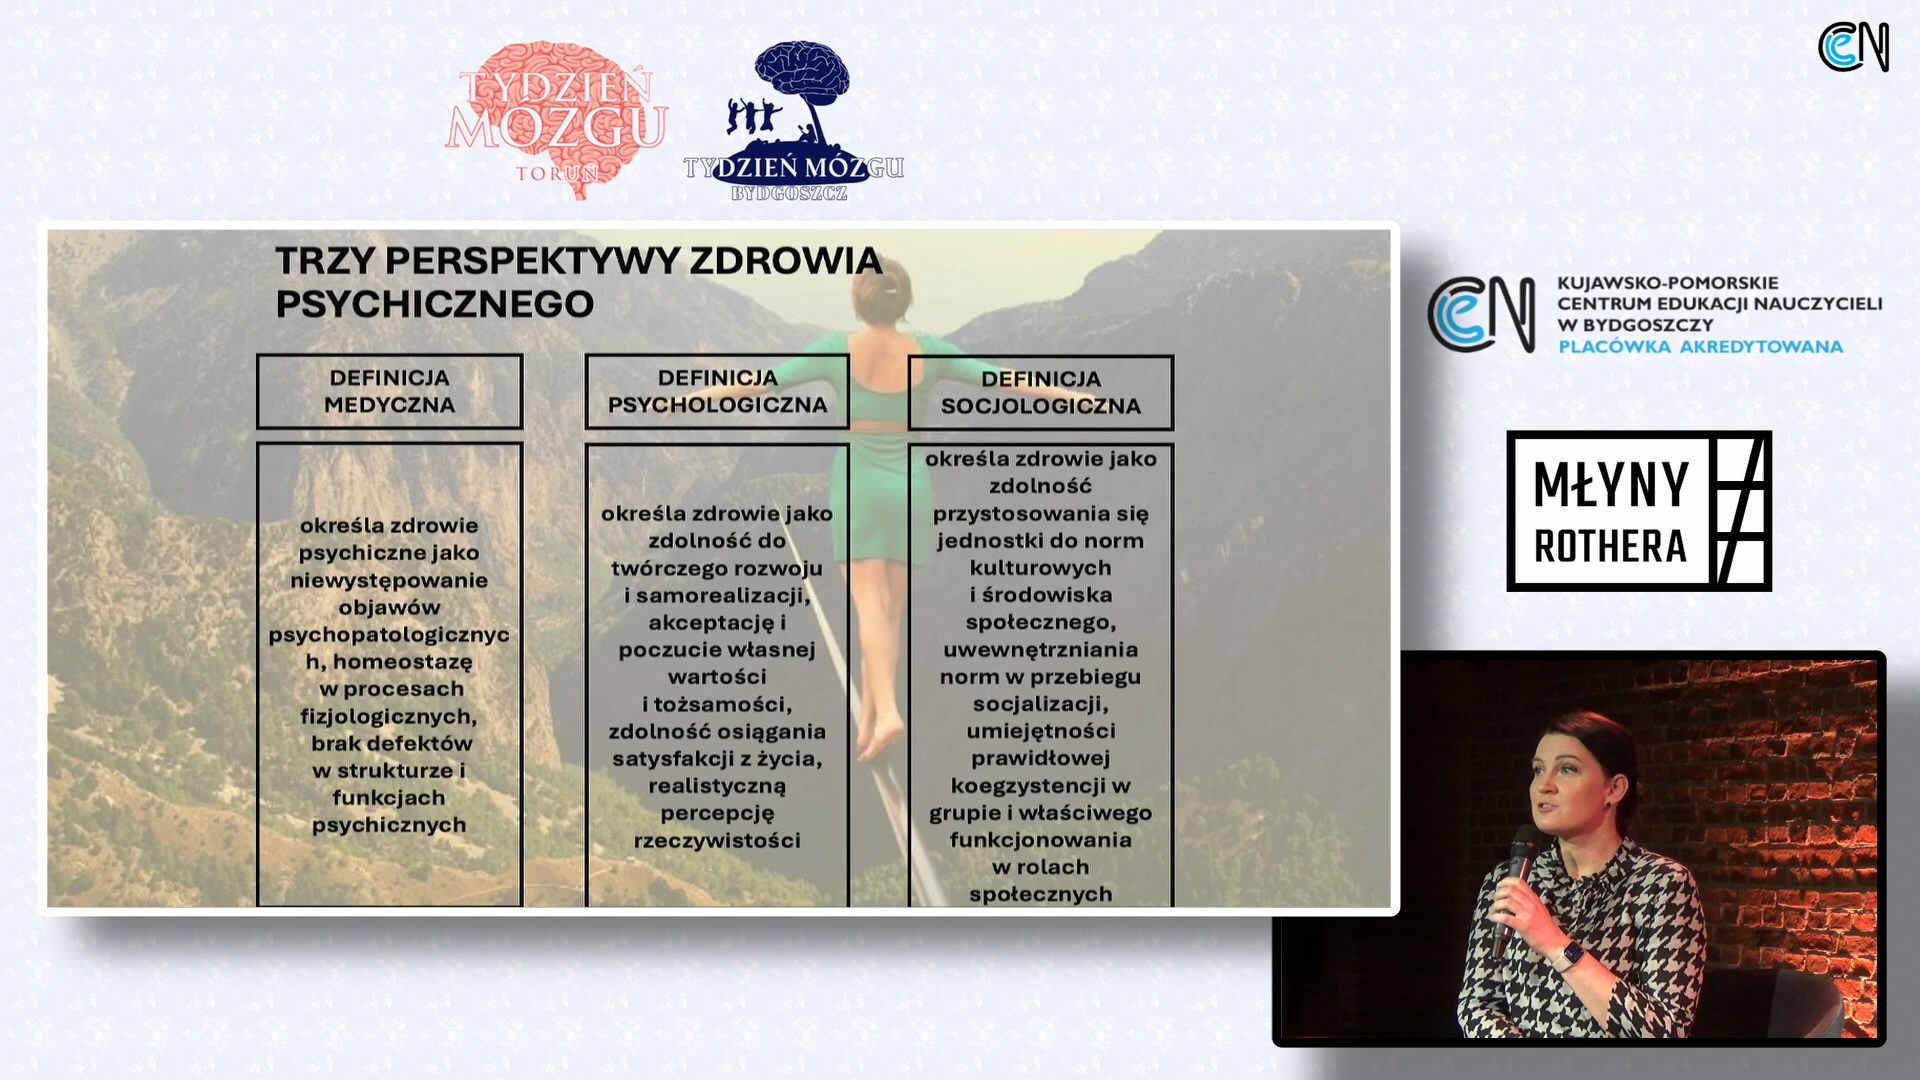 CEN
TYDZIEŃ
MÓZGU
TORUŃ
TYDZIEŃ MÓZGU
BYDGOSZCZ
TRZY PERSPEKTYWY ZDROWIA
PSYCHICZNEGO
DEFINICJA
MEDYCZNA
określa zdrowie
psychiczne jako
niewystępowanie
objawów
psychopatologicznyc
h, homeostazę
w procesach
fizjologicznych,
brak defektów
w strukturze i
funkcjach
psychicznych
DEFINICJA
PSYCHOLOGICZNA
określa zdrowie jako
zdolność do
twórczego rozwoju
i samorealizacji,
akceptację i
poczucie własnej
wartości
i tożsamości,
zdolność osiągania
satysfakcji z życia,
realistyczną
percepcję
rzeczywistości
DEFINICJA
SOCJOLOGICZNA
określa zdrowie jako
zdolność
przystosowania się
jednostki do norm
kulturowych
i środowiska
społecznego,
uwewnętrzniania
norm w przebiegu
socjalizacji,
umiejętności
prawidłowej
koegzystencji w
grupie i właściwego
funkcjonowania
w rolach
społecznych
CEN
KUJAWSKO-POMORSKIE
CENTRUM EDUKACJI NAUCZYCIELI
W BYDGOSZCZY
PLACÓWKA AKREDYTOWANA
MŁYNY
ROTHERA